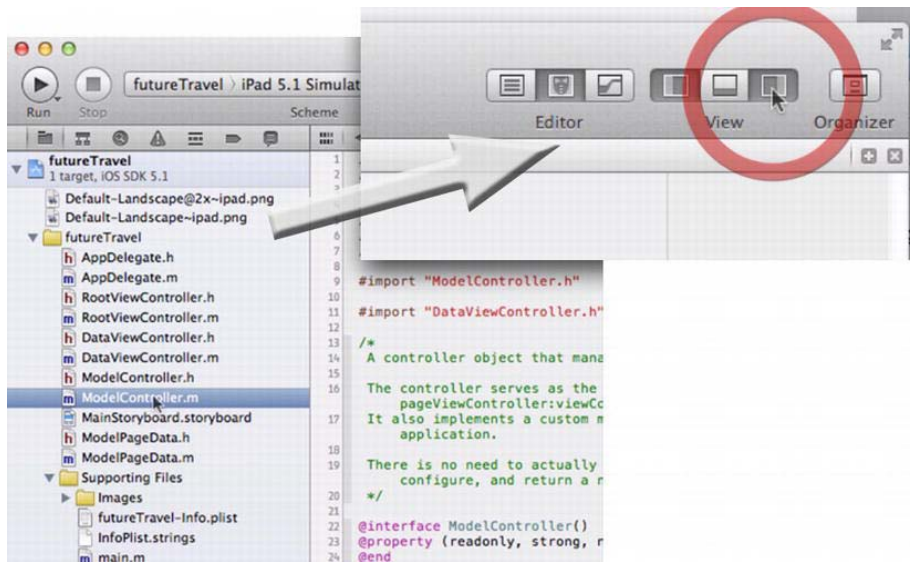 futureTravel
iPad 5.1 Simulat
Run
Stop
Scheme
Editor
View
Organizer
futureTravel
1 target, iOS SDK 5.1
Default-Landscape@2x~ipad.png
Default-Landscape~ipad.png
futureTravel
h AppDelegate.h
m AppDelegate.m
h RootViewController.h
m RootViewController.m
h DataViewController.h
m DataViewController.m
h ModelController.h
m ModelController.m
MainStoryboard.storyboard
h ModelPageData.h
m ModelPageData.m
Supporting Files
Images
futureTravel-Info.plist
InfoPlist.strings
m main.m
1
2
6
7
8
9 #import "ModelController.h"
10
11 #import "DataViewController.h"
12
13 /*
14 A controller object that mana
15
16 The controller serves as the
pageViewController:viewCo
17 It also implements a custom m
application.
18
19 There is no need to actually
configure, and return a n
20 */
21
22 @interface ModelController()
23 @property (readonly, strong, n
24 @end